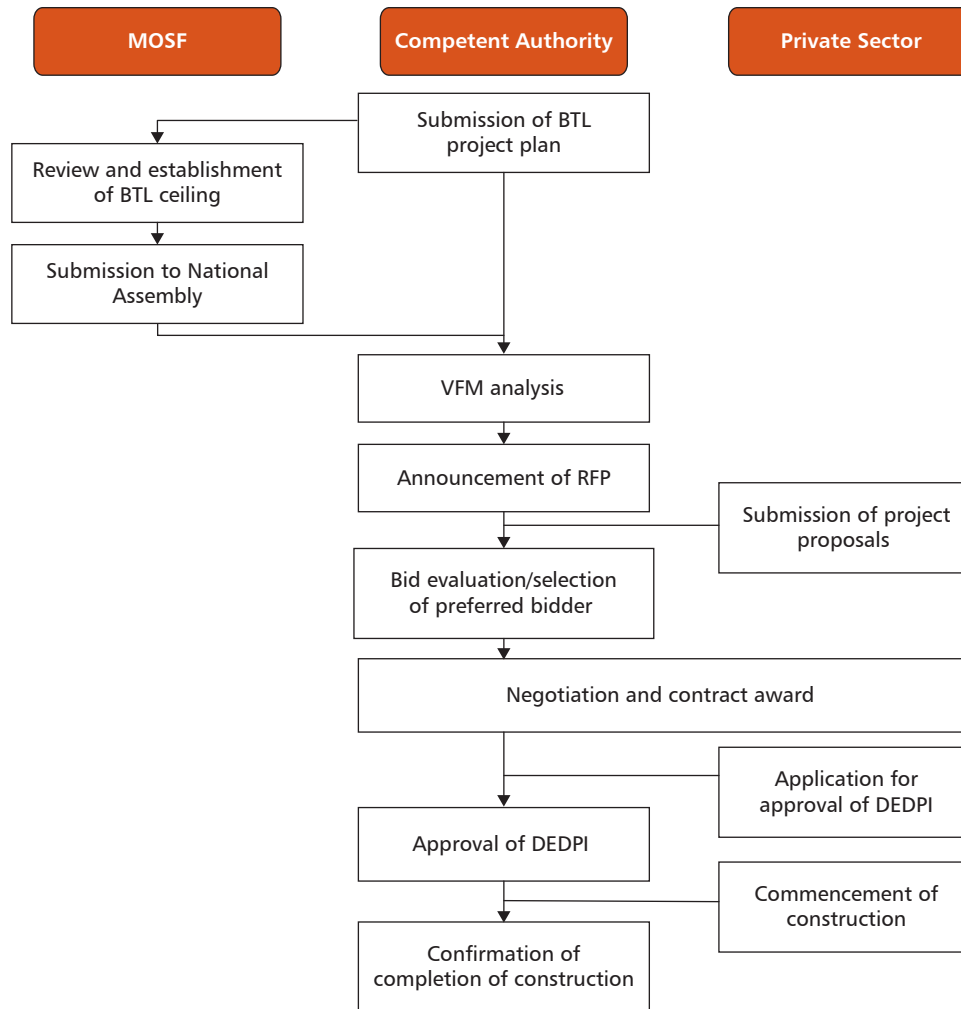 MOSF
Competent Authority
Private Sector
Submission of BTL
project plan
Review and establishment
of BTL ceiling
Submission to National
Assembly
VFM analysis
Announcement of RFP
Submission of project
proposals
Bid evaluation/selection
of preferred bidder
Negotiation and contract award
Application for
approval of DEDPI
Approval of DEDPI
Commencement of
construction
Confirmation of
completion of construction